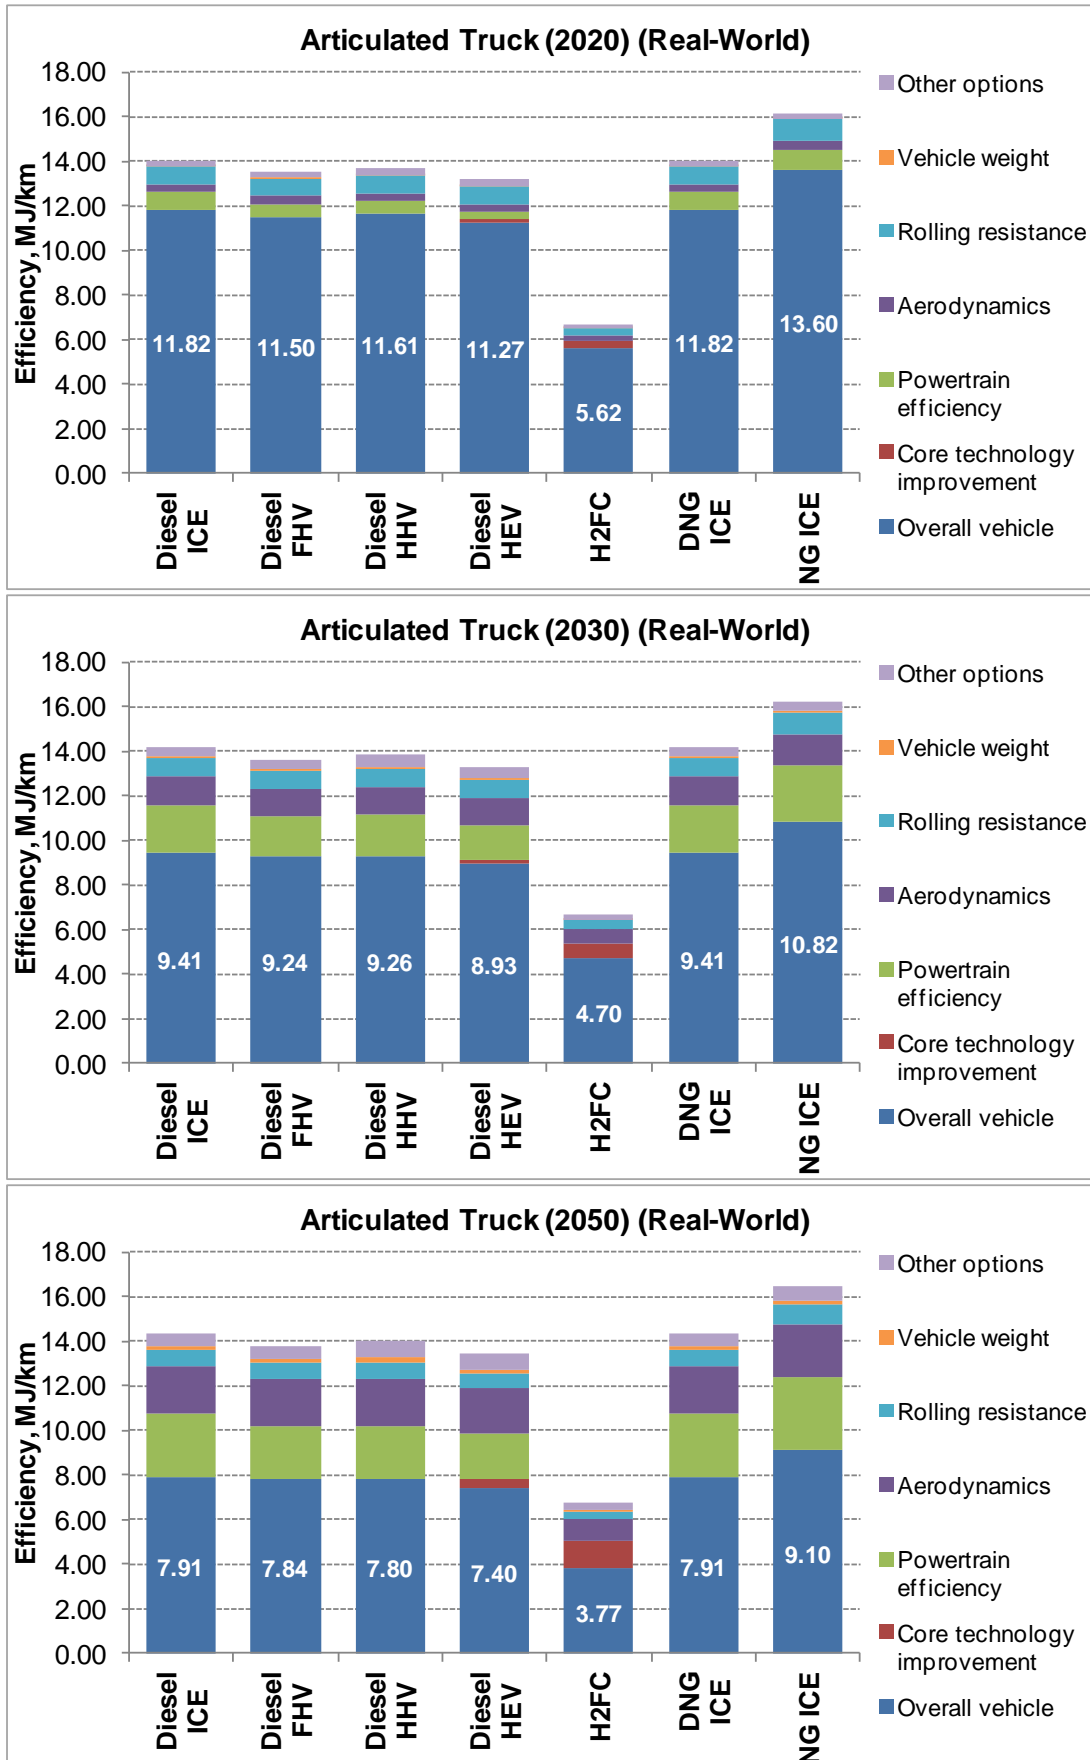 Articulated Truck (2020) (Real-World)
Efficiency, MJ/km
18.00
16.00
14.00
12.00
10.00
8.00
6.00
4.00
2.00
0.00
11.82
11.50
11.61
11.27
5.62
11.82
13.60
Diesel
ICE
Diesel
FHV
Diesel
HHV
Diesel
HEV
H2FC
DNG
ICE
NG ICE
Other options
Vehicle weight
Rolling resistance
Aerodynamics
Powertrain
efficiency
Core technology
improvement
Overall vehicle
Articulated Truck (2030) (Real-World)
Efficiency, MJ/km
18.00
16.00
14.00
12.00
10.00
8.00
6.00
4.00
2.00
0.00
9.41
9.24
9.26
8.93
4.70
9.41
10.82
Diesel
ICE
Diesel
FHV
Diesel
HHV
Diesel
HEV
H2FC
DNG
ICE
NG ICE
Other options
Vehicle weight
Rolling resistance
Aerodynamics
Powertrain
efficiency
Core technology
improvement
Overall vehicle
Articulated Truck (2050) (Real-World)
Efficiency, MJ/km
18.00
16.00
14.00
12.00
10.00
8.00
6.00
4.00
2.00
0.00
7.91
7.84
7.80
7.40
3.77
7.91
9.10
Diesel
ICE
Diesel
FHV
Diesel
HHV
Diesel
HEV
H2FC
DNG
ICE
NG ICE
Other options
Vehicle weight
Rolling resistance
Aerodynamics
Powertrain
efficiency
Core technology
improvement
Overall vehicle